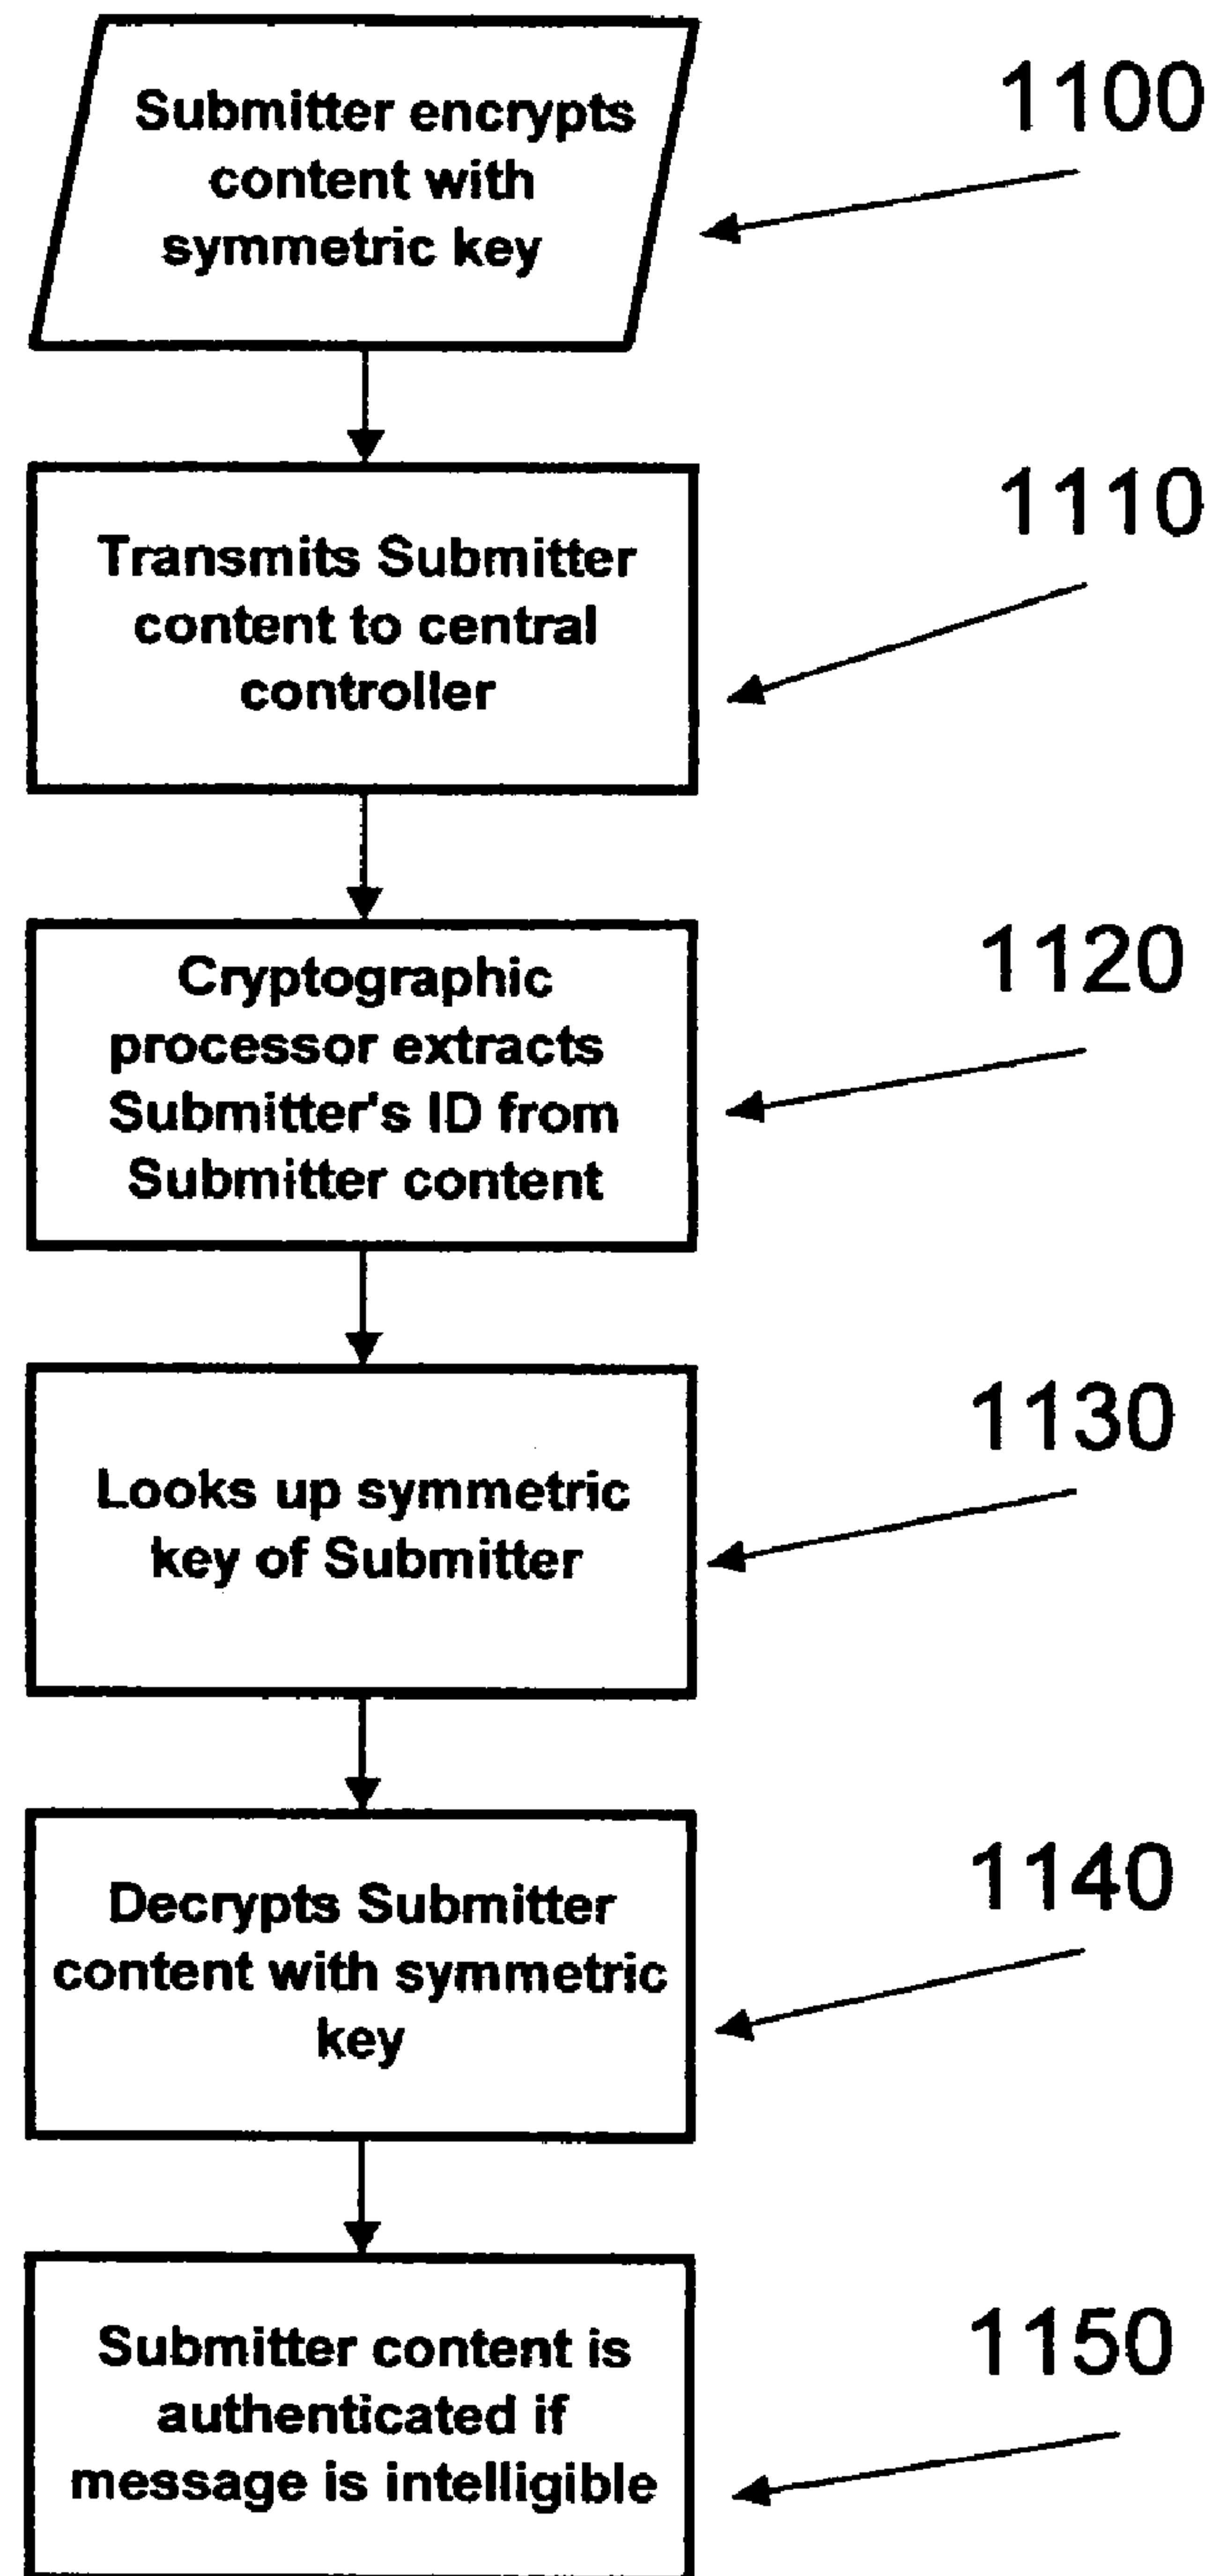 Submitter encrypts
content with
symmetric key
1100
Transmits Submitter
content to central
controller
1110
Cryptographic
processor extracts
Submitter's ID from
Submitter content
1120
Looks up symmetric
key of Submitter
1130
Decrypts Submitter
content with symmetric
key
1140
Submitter content is
authenticated if
message is intelligible
1150